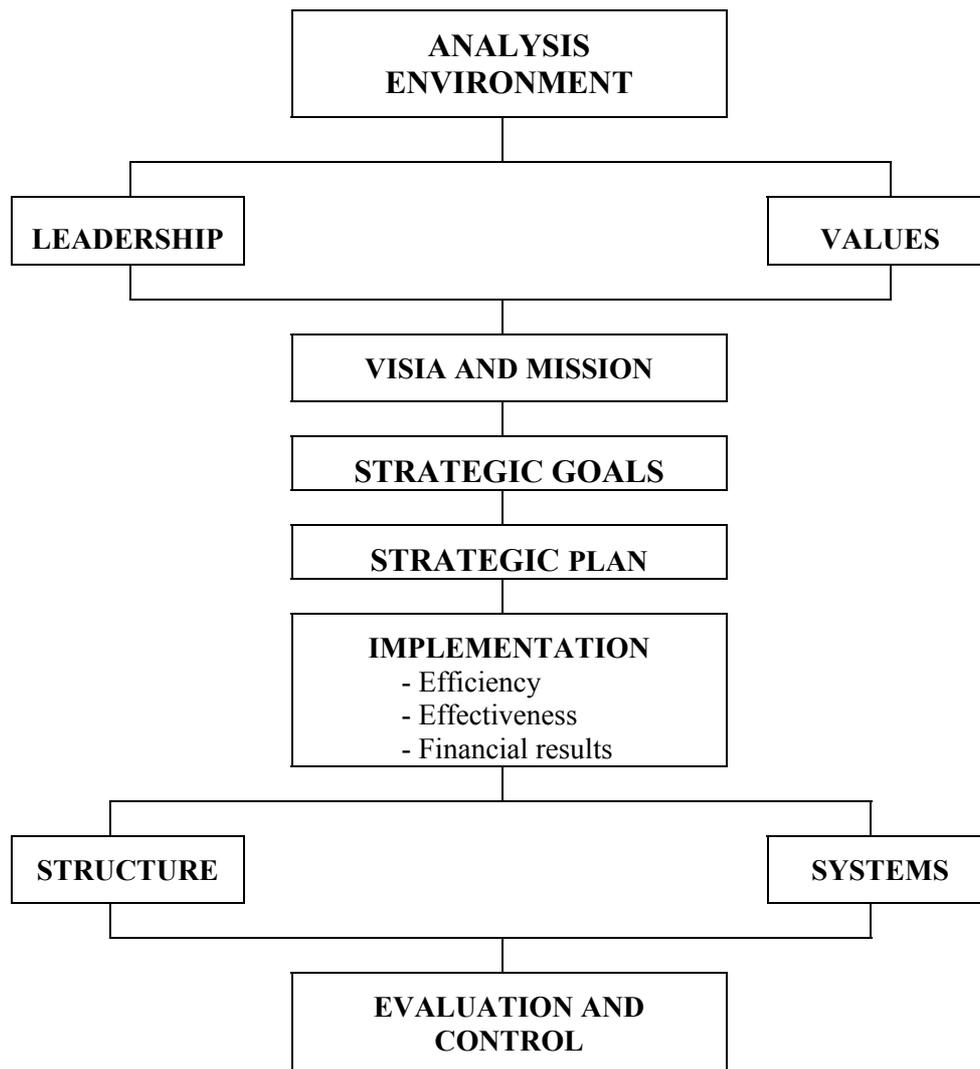 ANALYSIS
ENVIRONMENT
LEADERSHIP
VALUES
VISIA AND MISSION
STRATEGIC GOALS
STRATEGIC PLAN
IMPLEMENTATION
- Efficiency
- Effectiveness
- Financial results
STRUCTURE
SYSTEMS
EVALUATION AND
CONTROL